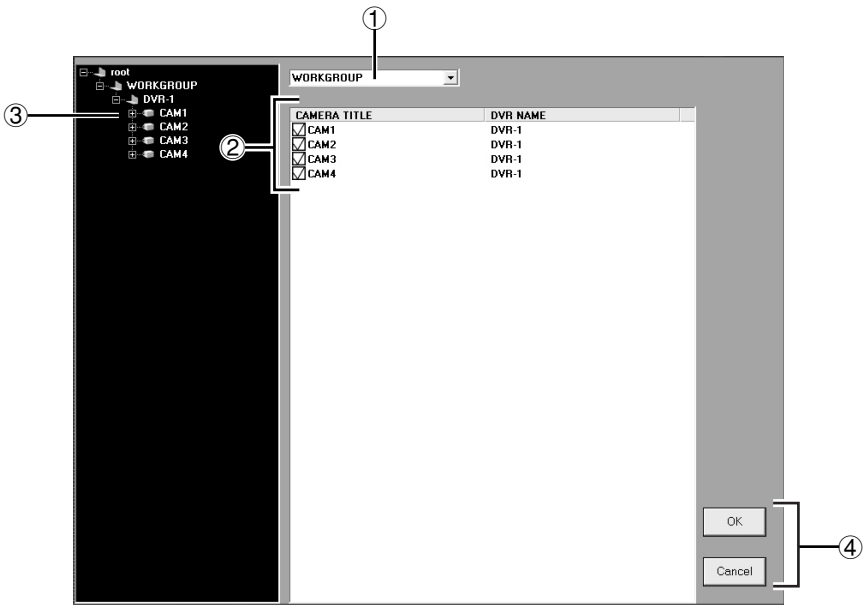 ①
root
WORKGROUP
DVR-1
CAM1
CAM2
CAM3
CAM4
③
WORKGROUP
②
CAMERA TITLE DVR NAME
CAM1 DVR-1
CAM2 DVR-1
CAM3 DVR-1
CAM4 DVR-1
OK
Cancel
④